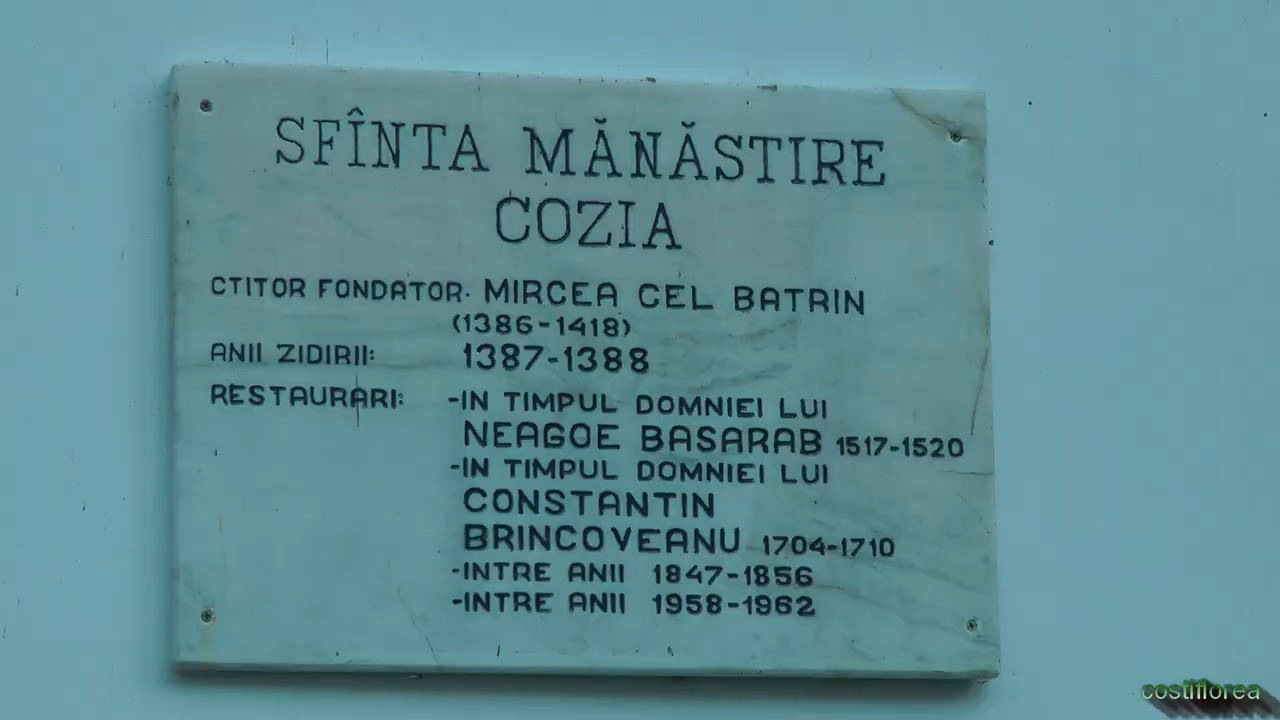 SFÎNTA MĂNĂSTIRE
COZIA
CTITOR FONDATOR. MIRCEA CEL BATRIN
(1386-1418)
ANII ZIDIRII: 1387-1388
RESTAURARI: -IN TIMPUL DOMNIEI LUI
NEAGOE BASARAB 1517-1520
-IN TIMPUL DOMNIEI LUI
CONSTANTIN
BRINCOVEANU 1704-1710
-INTRE ANII 1847-1856
-INTRE ANII 1958-1962
costiflorea